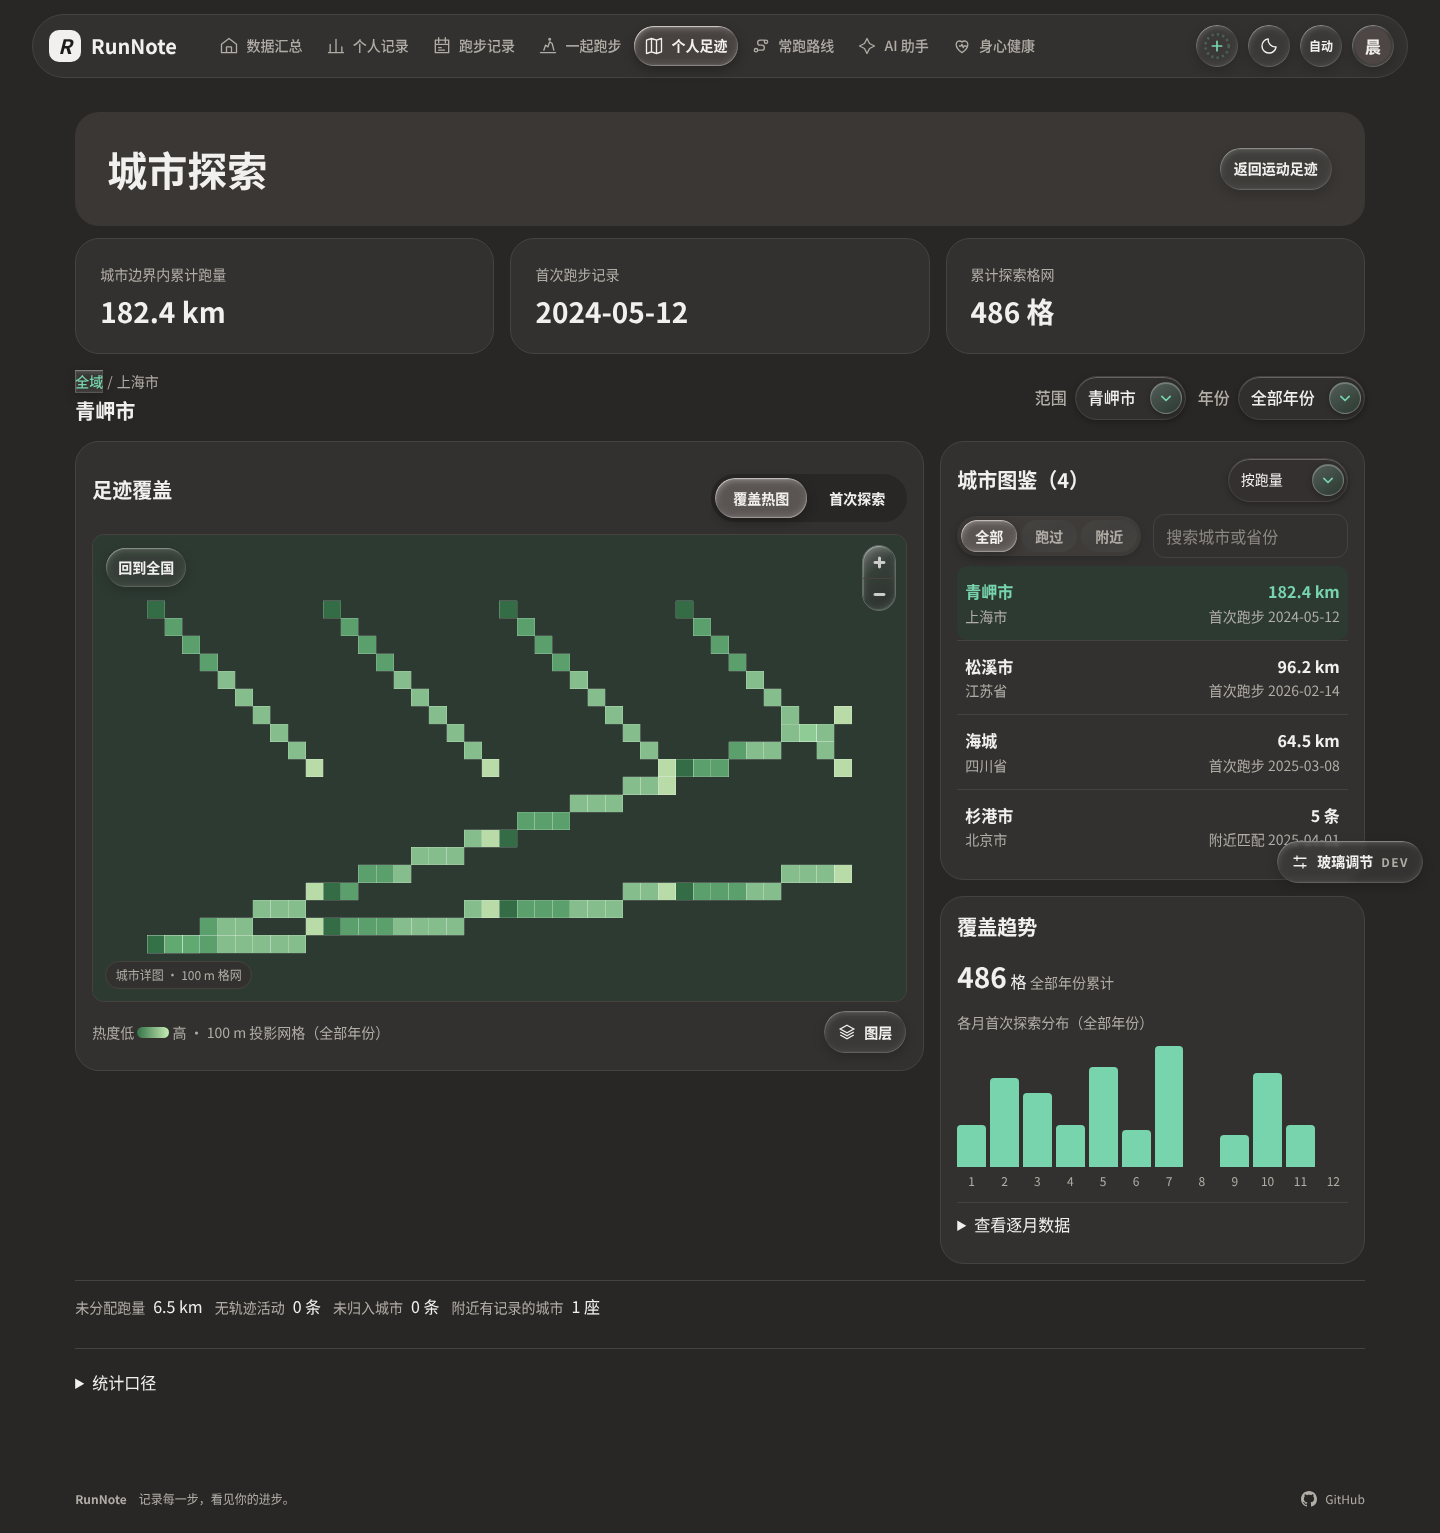 R RunNote 数据汇总 个人记录 跑步记录 一起跑步 个人足迹 常跑路线 AI 助手 身心健康 自动 晨
城市探索
返回运动足迹
城市边界内累计跑量
182.4 km
首次跑步记录
2024-05-12
累计探索格网
486 格
全域 / 上海市
青岬市
范围 青岬市 年份 全部年份
足迹覆盖
覆盖热图 首次探索
回到全国
+
−
城市详图 · 100 m 格网
热度低 高 · 100 m 投影网格（全部年份）
图层
城市图鉴（4）
按跑量
全部 跑过 附近
搜索城市或省份
青岬市 182.4 km
上海市 首次跑步 2024-05-12
松溪市 96.2 km
江苏省 首次跑步 2026-02-14
海城 64.5 km
四川省 首次跑步 2025-03-08
杉港市 5 条
北京市 附近匹配 2025-04-01
玻璃调节 DEV
覆盖趋势
486 格 全部年份累计
各月首次探索分布（全部年份）
1 2 3 4 5 6 7 8 9 10 11 12
查看逐月数据
未分配跑量 6.5 km 无轨迹活动 0 条 未归入城市 0 条 附近有记录的城市 1 座
统计口径
RunNote 记录每一步，看见你的进步。
GitHub